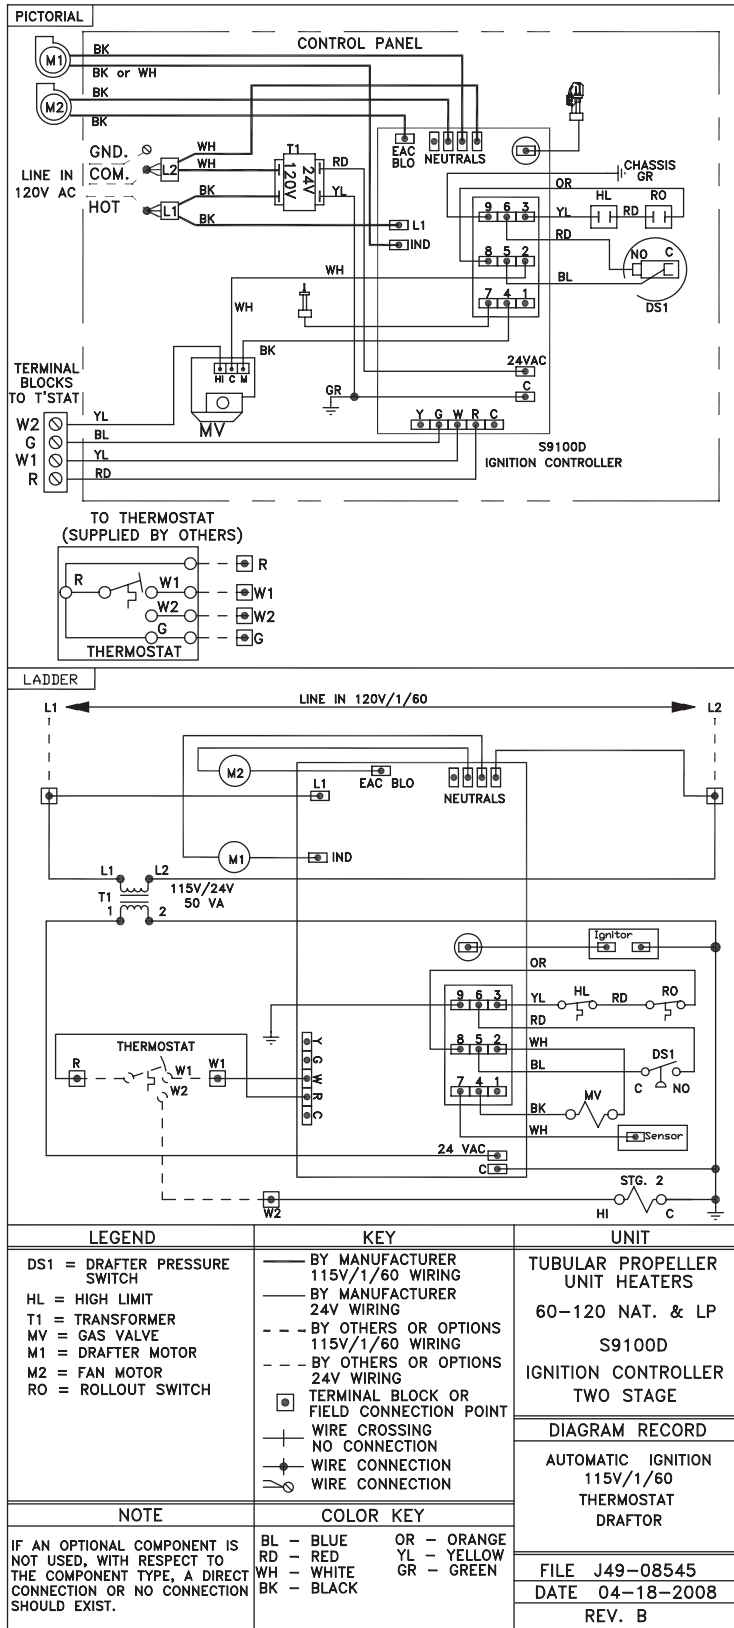 PICTORIAL
CONTROL PANEL
M1
BK
BK or WH
M2
BK
BK
GND.
COM.
LINE IN
120V AC
HOT
L2
L1
WH
WH
BK
BK
T1
120V
24V
RD
YL
EAC
BLO
NEUTRALS
L1
IND
CHASSIS
GR
OR
HL
RO
YL
RD
RD
NO C
BL
DS1
9 6 3
8 5 2
7 4 1
WH
WH
BK
HI C M
MV
GR
24VAC
C
Y G W R C
S9100D
IGNITION CONTROLLER
TERMINAL
BLOCKS
TO T'STAT
W2
YL
G
BL
W1
YL
R
RD
TO THERMOSTAT
(SUPPLIED BY OTHERS)
R
R
W1
W1
W2
W2
G
G
THERMOSTAT
LADDER
L1
LINE IN 120V/1/60
L2
M2
EAC BLO
NEUTRALS
L1
M1
IND
L1
L2
T1
115V/24V
50 VA
1
2
Ignitor
OR
9 6 3
YL
HL
RD
RO
RD
8 5 2
WH
BL
DS1
C
NO
7 4 1
MV
BK
WH
Sensor
Y
G
W
R
C
THERMOSTAT
R
W1
W1
W2
24 VAC
C
W2
STG. 2
HI
C
LEGEND
DS1 = DRAFTER PRESSURE
SWITCH
HL = HIGH LIMIT
T1 = TRANSFORMER
MV = GAS VALVE
M1 = DRAFTER MOTOR
M2 = FAN MOTOR
RO = ROLLOUT SWITCH
KEY
BY MANUFACTURER
115V/1/60 WIRING
BY MANUFACTURER
24V WIRING
BY OTHERS OR OPTIONS
115V/1/60 WIRING
BY OTHERS OR OPTIONS
24V WIRING
TERMINAL BLOCK OR
FIELD CONNECTION POINT
WIRE CROSSING
NO CONNECTION
WIRE CONNECTION
WIRE CONNECTION
UNIT
TUBULAR PROPELLER
UNIT HEATERS
60-120 NAT. & LP
S9100D
IGNITION CONTROLLER
TWO STAGE
DIAGRAM RECORD
AUTOMATIC IGNITION
115V/1/60
THERMOSTAT
DRAFTOR
NOTE
IF AN OPTIONAL COMPONENT IS
NOT USED, WITH RESPECT TO
THE COMPONENT TYPE, A DIRECT
CONNECTION OR NO CONNECTION
SHOULD EXIST.
COLOR KEY
BL - BLUE
RD - RED
WH - WHITE
BK - BLACK
OR - ORANGE
YL - YELLOW
GR - GREEN
FILE J49-08545
DATE 04-18-2008
REV. B